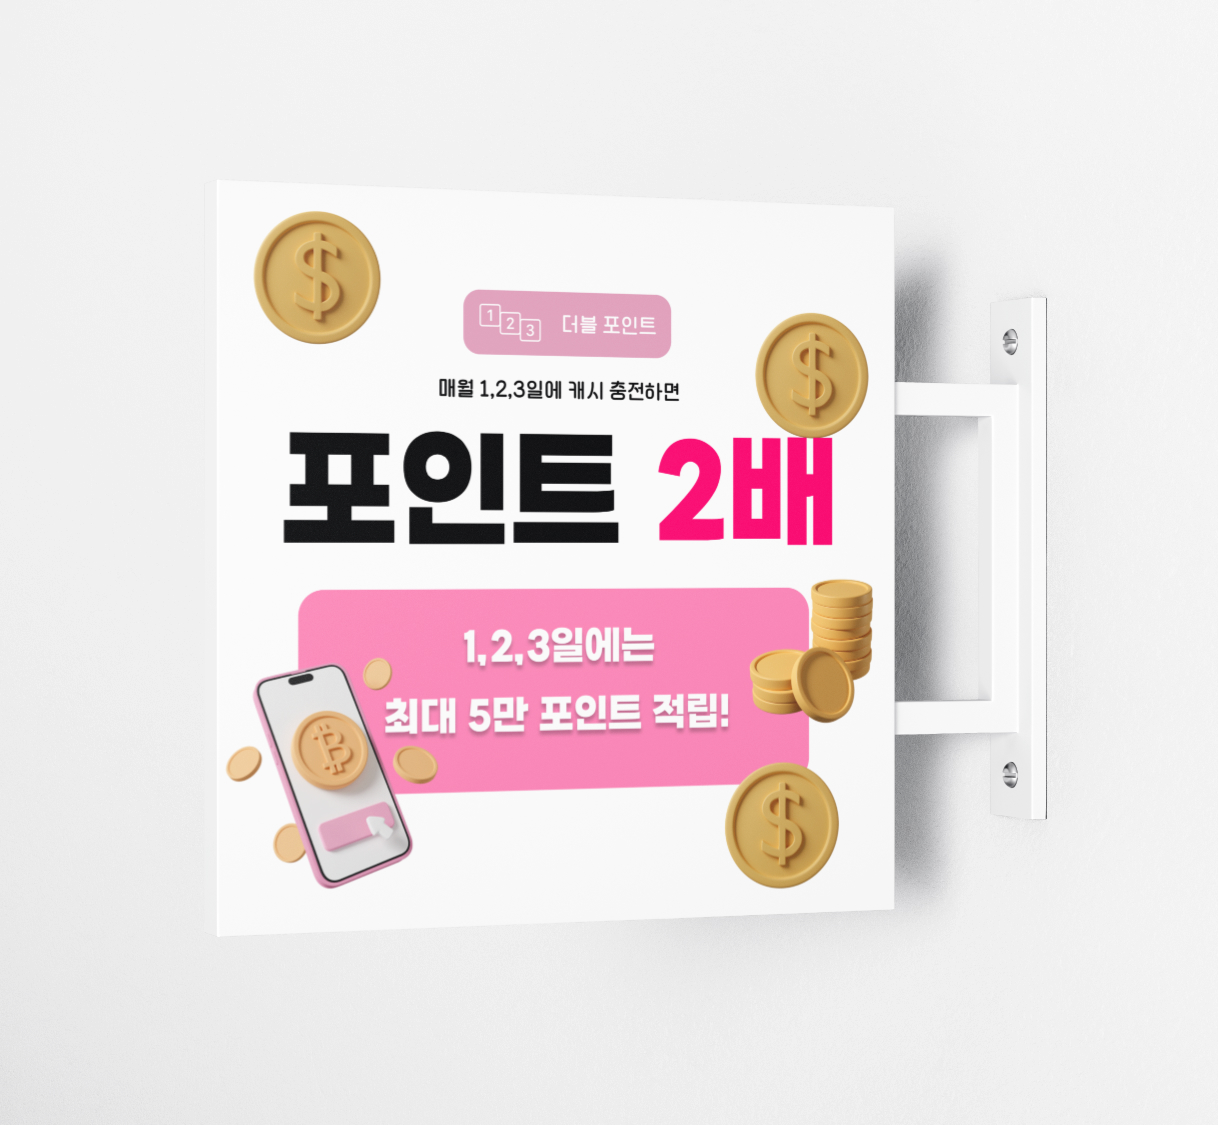 1 2 3 더블 포인트
매월 1,2,3일에 캐시 충전하면
포인트 2배
1,2,3일에는
최대 5만 포인트 적립!